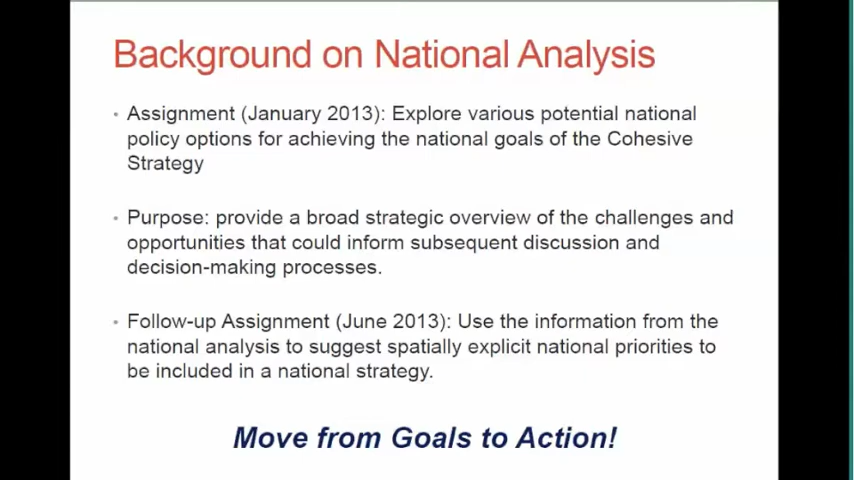 Background on National Analysis
• Assignment (January 2013): Explore various potential national
policy options for achieving the national goals of the Cohesive
Strategy
• Purpose: provide a broad strategic overview of the challenges and
opportunities that could inform subsequent discussion and
decision-making processes.
• Follow-up Assignment (June 2013): Use the information from the
national analysis to suggest spatially explicit national priorities to
be included in a national strategy.
Move from Goals to Action!